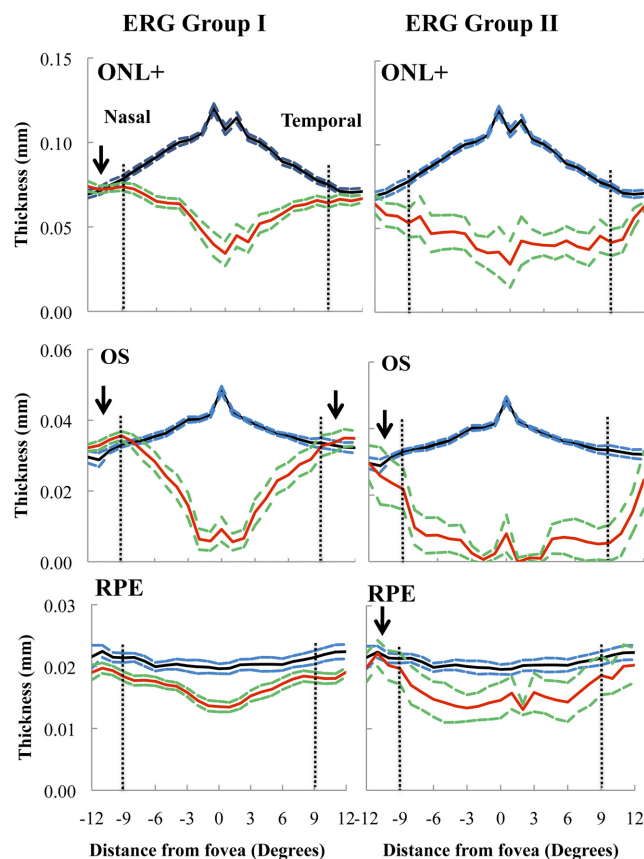 ERG Group I ERG Group II
0.15
ONL+ ONL+
Nasal Temporal
0.10
Thickness (mm)
0.05
0.00
0.06
OS OS
0.04
Thickness (mm)
0.02
0.00
0.03
RPE RPE
0.02
Thickness (mm)
0.01
0.00
-12 -9 -6 -3 0 3 6 9 12 -12 -9 -6 -3 0 3 6 9 12
Distance from fovea (Degrees) Distance from fovea (Degrees)